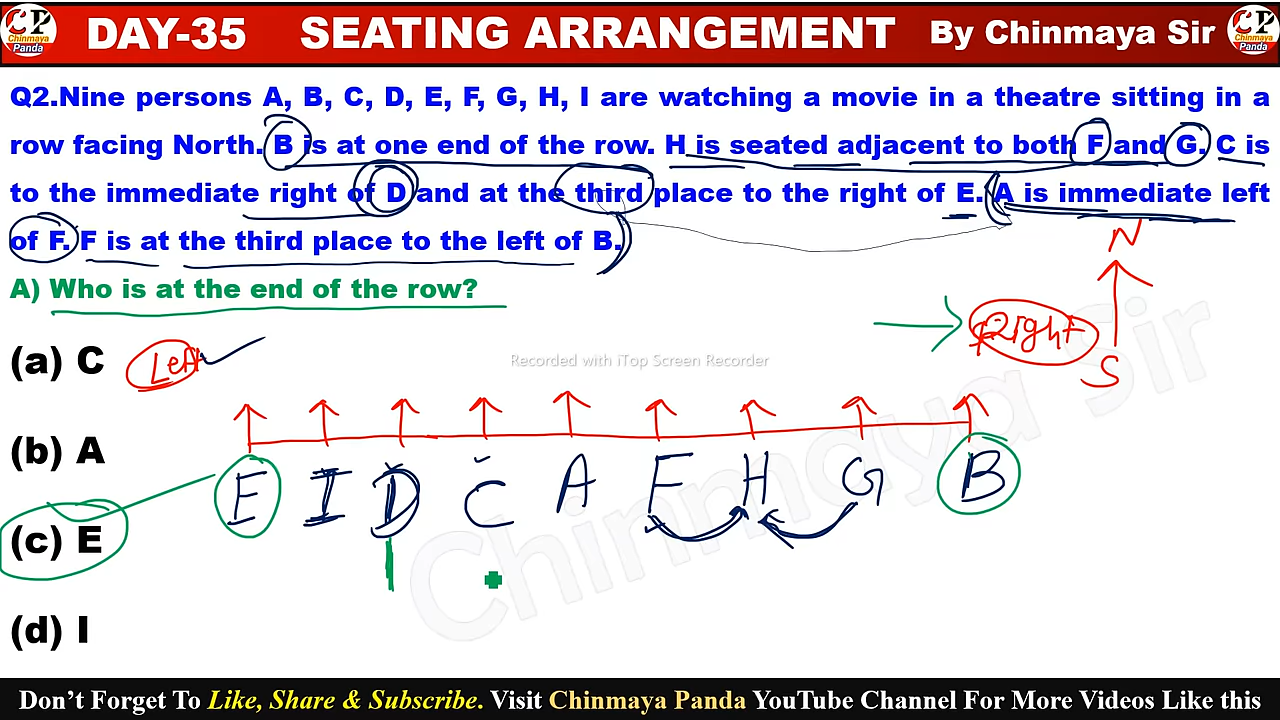 CP Chinmaya Panda DAY-35 SEATING ARRANGEMENT By Chinmaya Sir CP Chinmaya Panda
Q2.Nine persons A, B, C, D, E, F, G, H, I are watching a movie in a theatre sitting in a
row facing North. B is at one end of the row. H is seated adjacent to both F and G. C is
to the immediate right of D and at the third place to the right of E. A is immediate left
of F. F is at the third place to the left of B.
N
A) Who is at the end of the row?
Right
(a) C Left
Recorded with iTop Screen Recorder
S
(b) A
E I D C A F H G B
(c) E
(d) I
Chinmaya Sir
Don't Forget To Like, Share & Subscribe. Visit Chinmaya Panda YouTube Channel For More Videos Like this